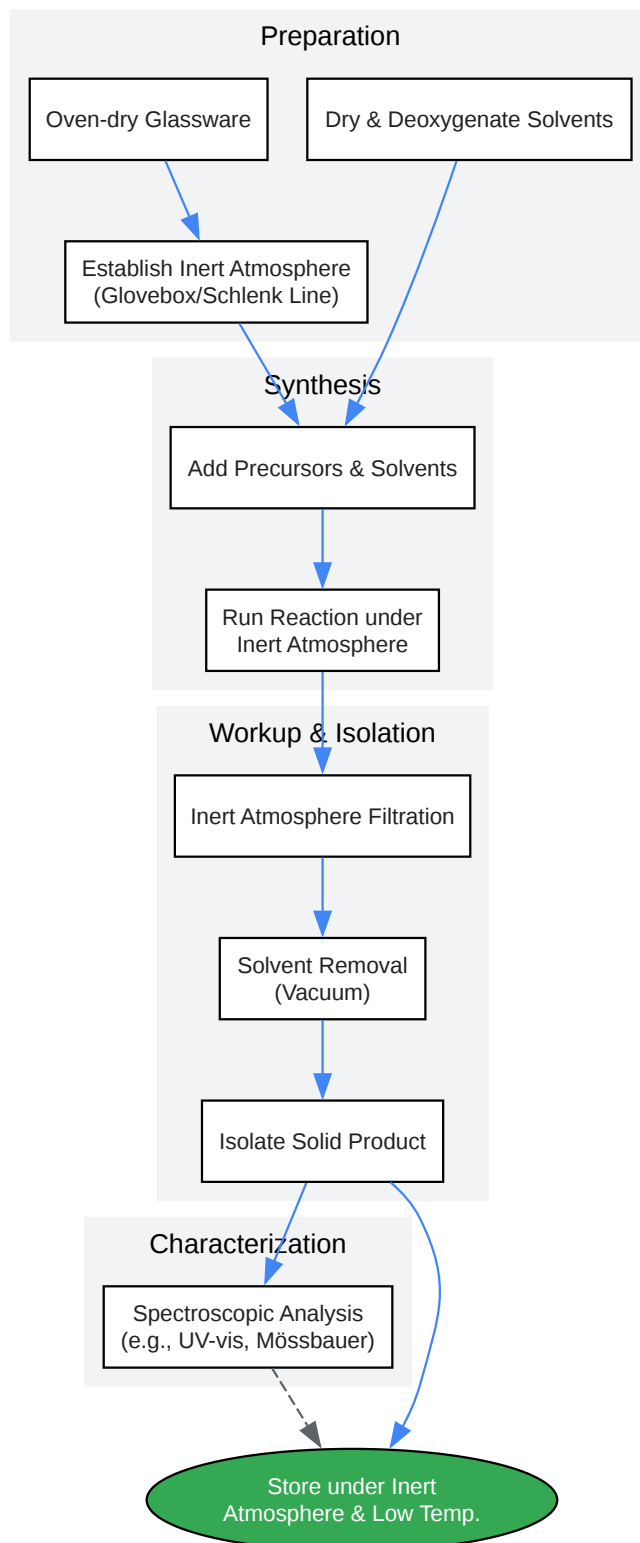 Preparation
Oven-dry Glassware
Dry & Deoxygenate Solvents
Establish Inert Atmosphere
(Glovebox/Schlenk Line)
Synthesis
Add Precursors & Solvents
Run Reaction under
Inert Atmosphere
Workup & Isolation
Inert Atmosphere Filtration
Solvent Removal
(Vacuum)
Isolate Solid Product
Characterization
Spectroscopic Analysis
(e.g., UV-vis, Mössbauer)
Store under Inert
Atmosphere & Low Temp.